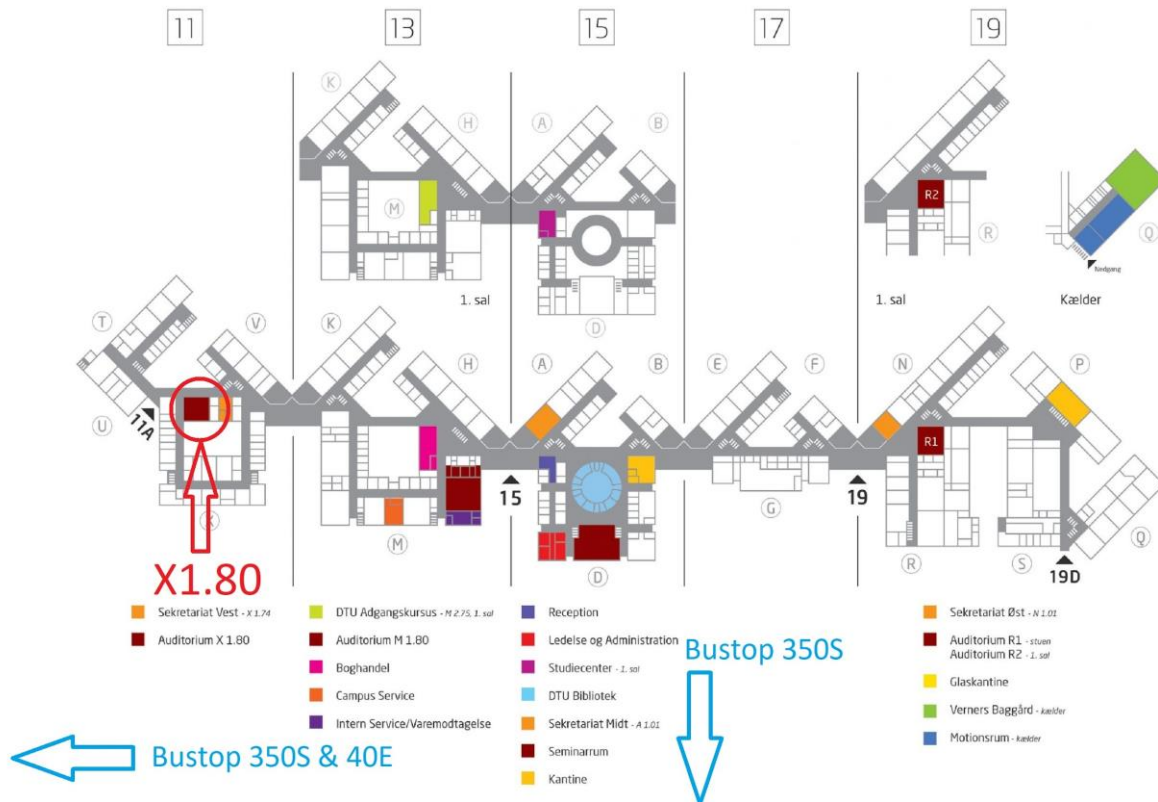 11
13
15
17
19
K
H
A
B
M
R2
R
Q
Nødgang
1. sal
D
1. sal
Kælder
T
V
K
H
A
B
E
F
N
P
U
11A
R1
15
19
G
X
M
D
R
S
Q
19D
X1.80
Sekretariat Vest - X 1.74
Auditorium X 1.80
DTU Adgangskursus - M 2.75, 1. sal
Auditorium M 1.80
Boghandel
Campus Service
Intern Service/Varemodtagelse
Reception
Ledelse og Administration
Studiecenter - 1. sal
DTU Bibliotek
Sekretariat Midt - A 1.01
Seminarrum
Kantine
Sekretariat Øst - N 1.01
Auditorium R1 - stuen
Auditorium R2 - 1. sal
Glaskantine
Verners Baggård - kælder
Motionsrum - kælder
Bustop 350S
Bustop 350S & 40E